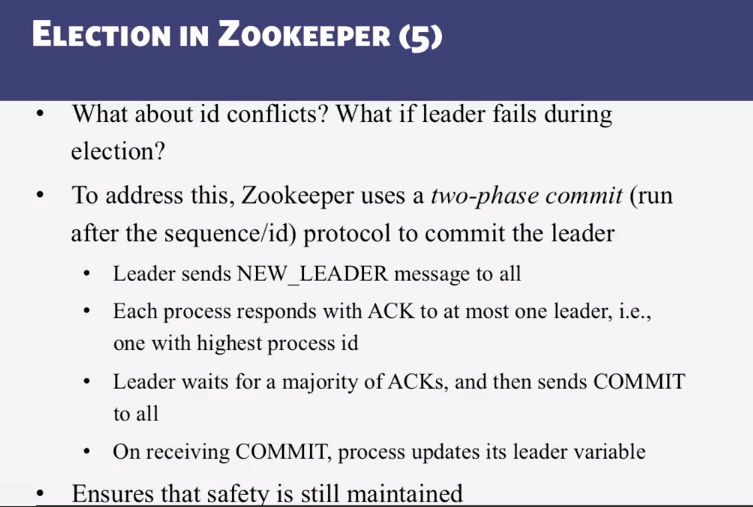 ELECTION IN ZOOKEEPER (5)
• What about id conflicts? What if leader fails during
election?
• To address this, Zookeeper uses a two-phase commit (run
after the sequence/id) protocol to commit the leader
• Leader sends NEW_LEADER message to all
• Each process responds with ACK to at most one leader, i.e.,
one with highest process id
• Leader waits for a majority of ACKs, and then sends COMMIT
to all
• On receiving COMMIT, process updates its leader variable
• Ensures that safety is still maintained